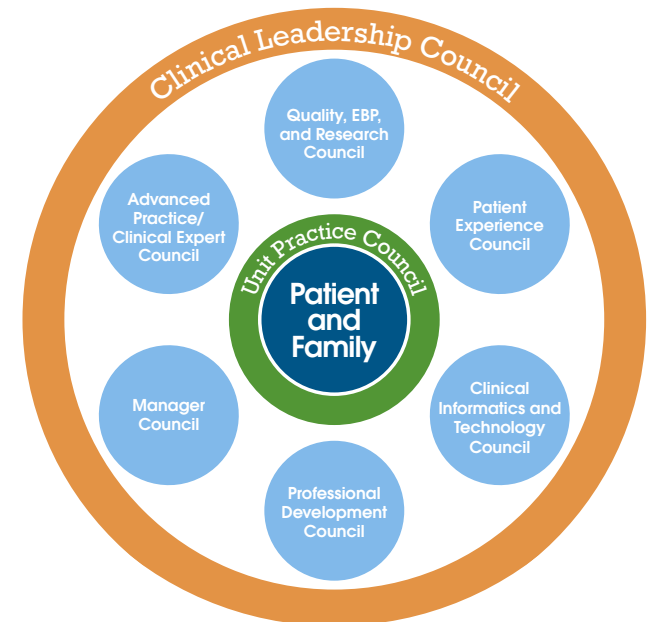 Clinical Leadership Council
Quality, EBP,
and Research
Council
Advanced
Practice/
Clinical Expert
Council
Patient
Experience
Council
Unit Practice Council
Patient
and
Family
Manager
Council
Clinical
Informatics and
Technology
Council
Professional
Development
Council